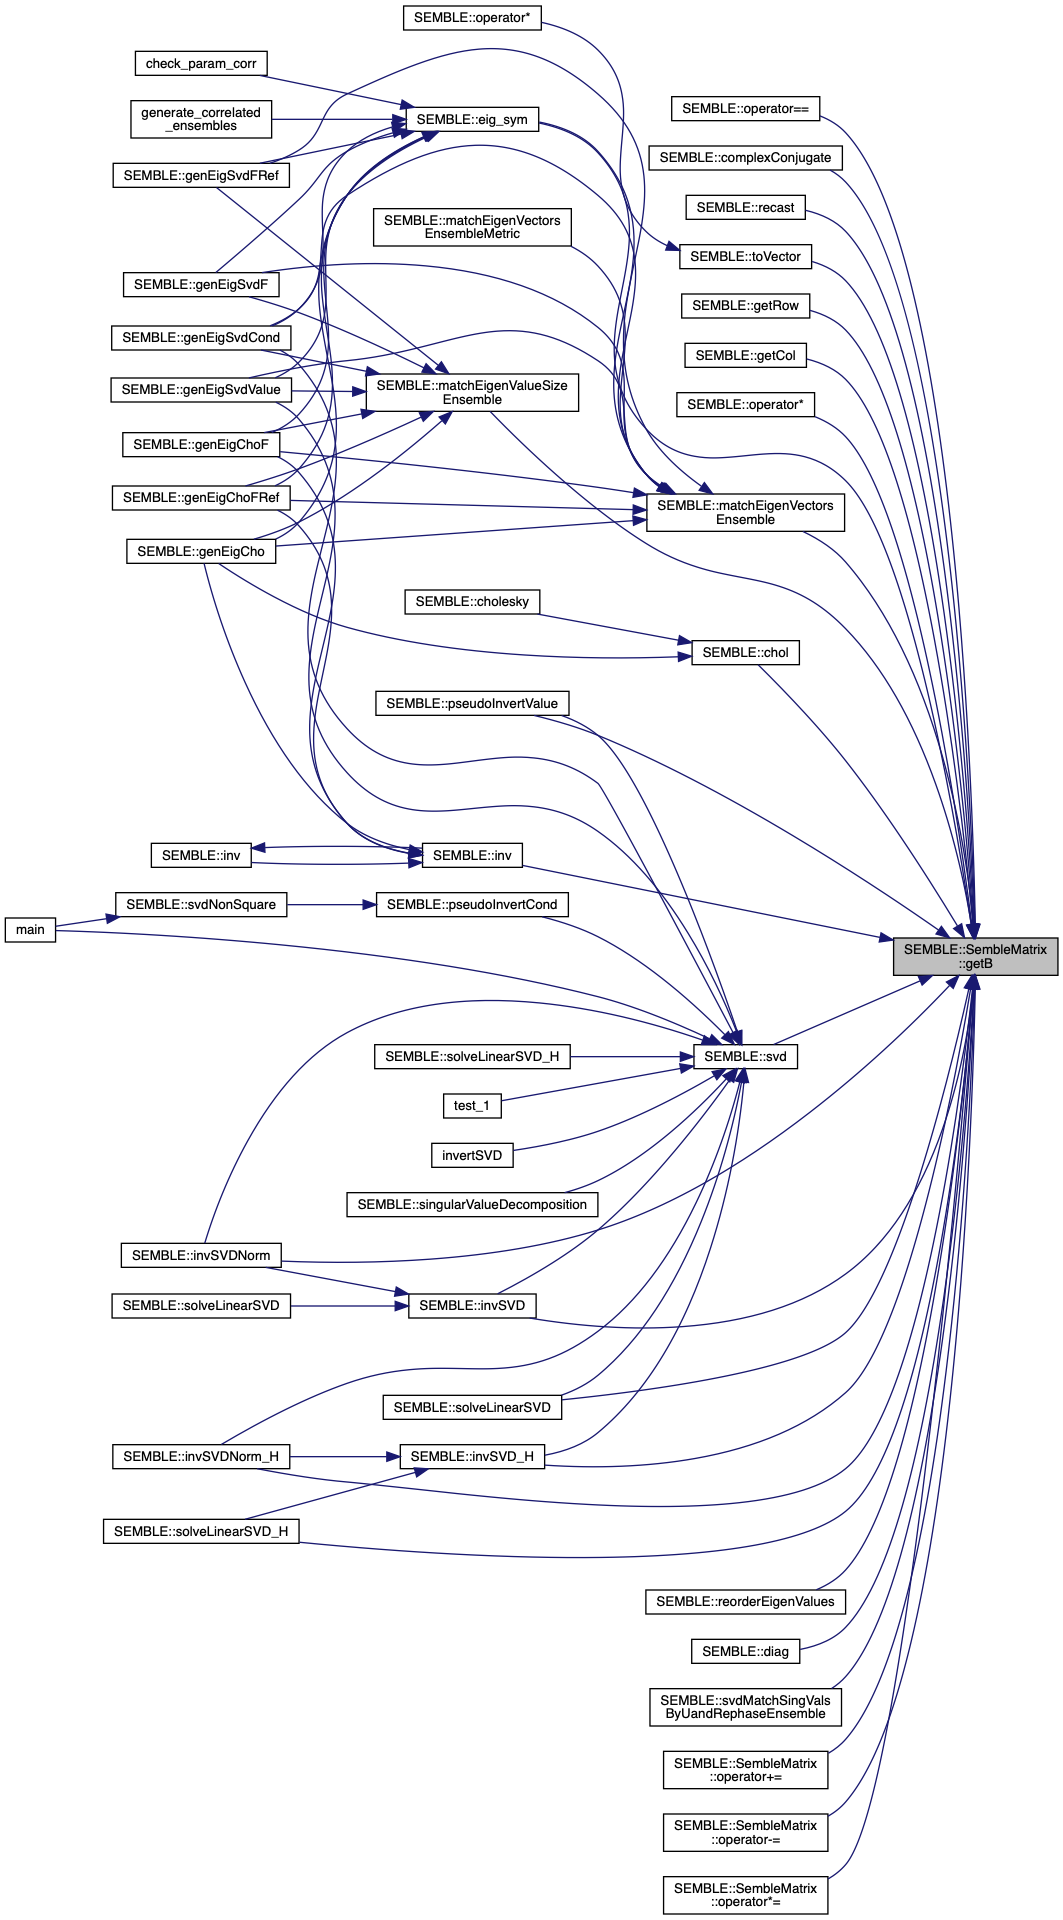 SEMBLE::operator*
check_param_corr
generate_correlated
_ensembles
SEMBLE::eig_sym
SEMBLE::genEigSvdFRef
SEMBLE::matchEigenVectors
EnsembleMetric
SEMBLE::genEigSvdF
SEMBLE::genEigSvdCond
SEMBLE::genEigSvdValue
SEMBLE::matchEigenValueSize
Ensemble
SEMBLE::genEigChoF
SEMBLE::genEigChoFRef
SEMBLE::genEigCho
SEMBLE::operator==
SEMBLE::complexConjugate
SEMBLE::recast
SEMBLE::toVector
SEMBLE::getRow
SEMBLE::getCol
SEMBLE::operator*
SEMBLE::matchEigenVectors
Ensemble
SEMBLE::cholesky
SEMBLE::chol
SEMBLE::pseudoInvertValue
SEMBLE::inv
SEMBLE::inv
SEMBLE::svdNonSquare
SEMBLE::pseudoInvertCond
main
SEMBLE::SembleMatrix
::getB
SEMBLE::solveLinearSVD_H
SEMBLE::svd
test_1
invertSVD
SEMBLE::singularValueDecomposition
SEMBLE::invSVDNorm
SEMBLE::solveLinearSVD
SEMBLE::invSVD
SEMBLE::solveLinearSVD
SEMBLE::invSVDNorm_H
SEMBLE::invSVD_H
SEMBLE::solveLinearSVD_H
SEMBLE::reorderEigenValues
SEMBLE::diag
SEMBLE::svdMatchSingVals
ByUandRephaseEnsemble
SEMBLE::SembleMatrix
::operator+=
SEMBLE::SembleMatrix
::operator-=
SEMBLE::SembleMatrix
::operator*=